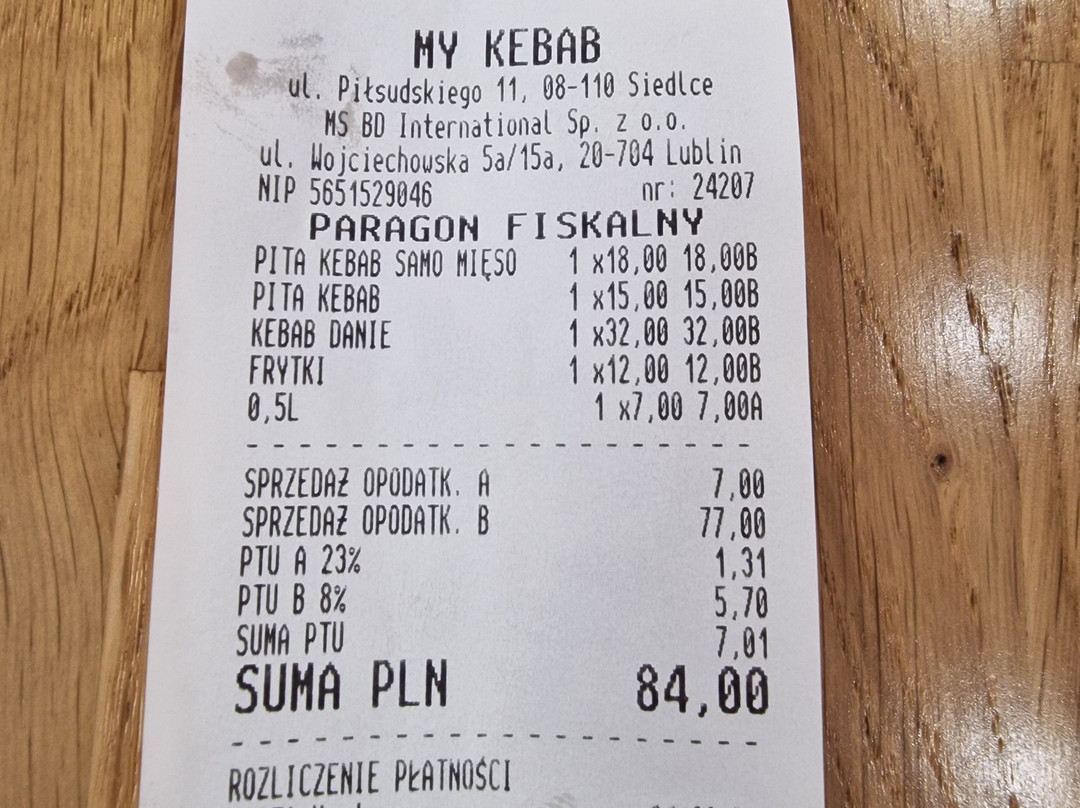 MY KEBAB
ul. Piłsudskiego 11, 08-110 Siedlce
MS BD International Sp. z o.o.
ul. Wojciechowska 5a/15a, 20-704 Lublin
NIP 5651529046 nr: 24207
PARAGON FISKALNY
PITA KEBAB SAMO MIĘSO 1 x18,00 18,00B
PITA KEBAB 1 x15,00 15,00B
KEBAB DANIE 1 x32,00 32,00B
FRYTKI 1 x12,00 12,00B
0,5L 1 x7,00 7,00A
SPRZEDAŻ OPODATK. A 7,00
SPRZEDAŻ OPODATK. B 77,00
PTU A 23% 1,31
PTU B 8% 5,70
SUMA PTU 7,01
SUMA PLN 84,00
ROZLICZENIE PŁATNOŚCI